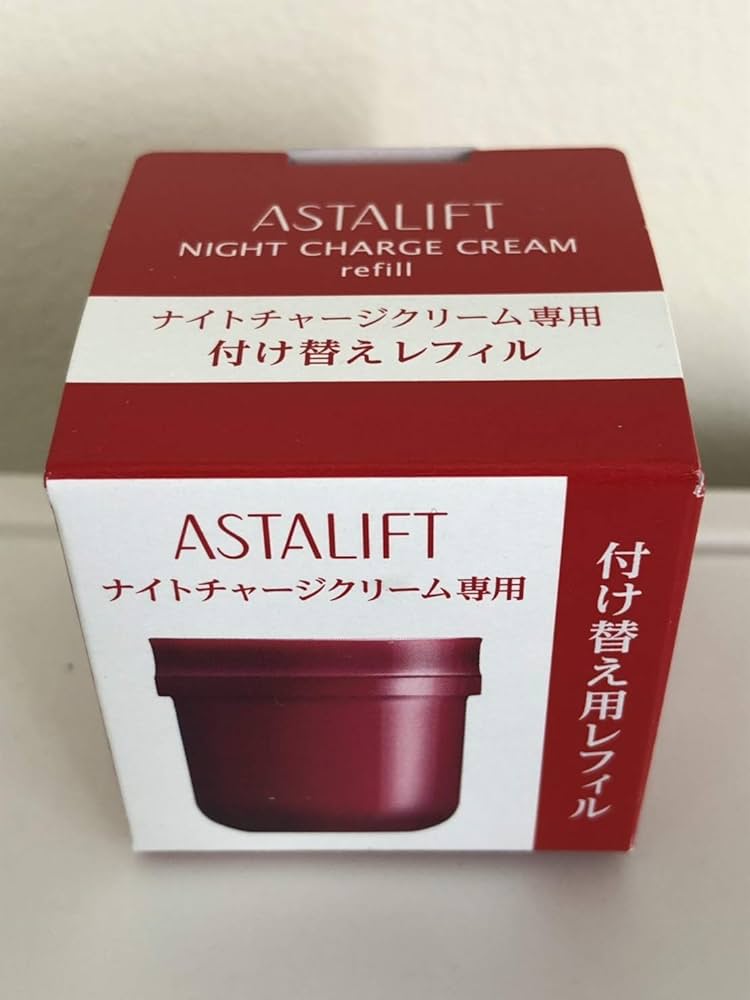 ASTALIFT
NIGHT CHARGE CREAM
refill
ナイトチャージクリーム専用
付け替えレフィル
ASTALIFT
ナイトチャージクリーム専用
付け替え用レフィル